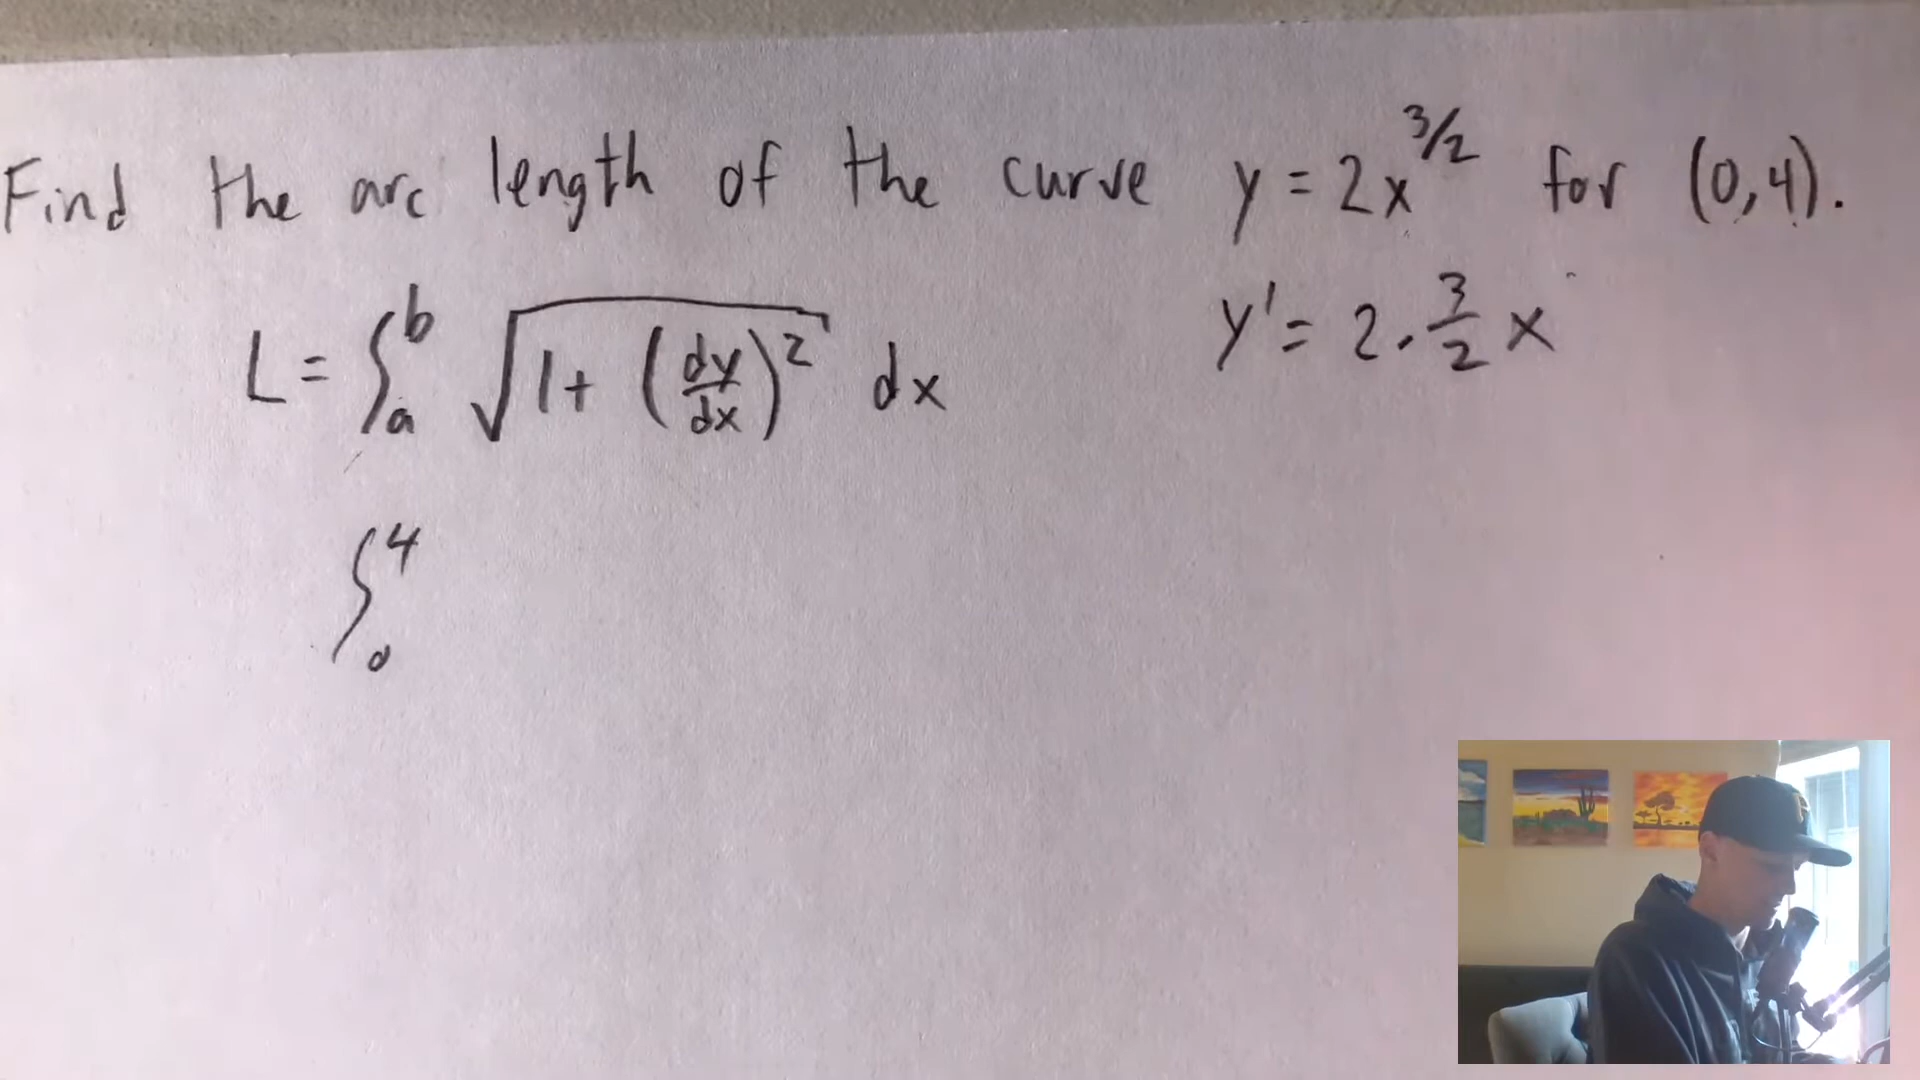 Find the arc length of the curve y = 2x^{3/2} for (0,4).
L = ∫_a^b √(1 + (dy/dx)^2) dx
y' = 2 · 3/2 x
∫_0^4